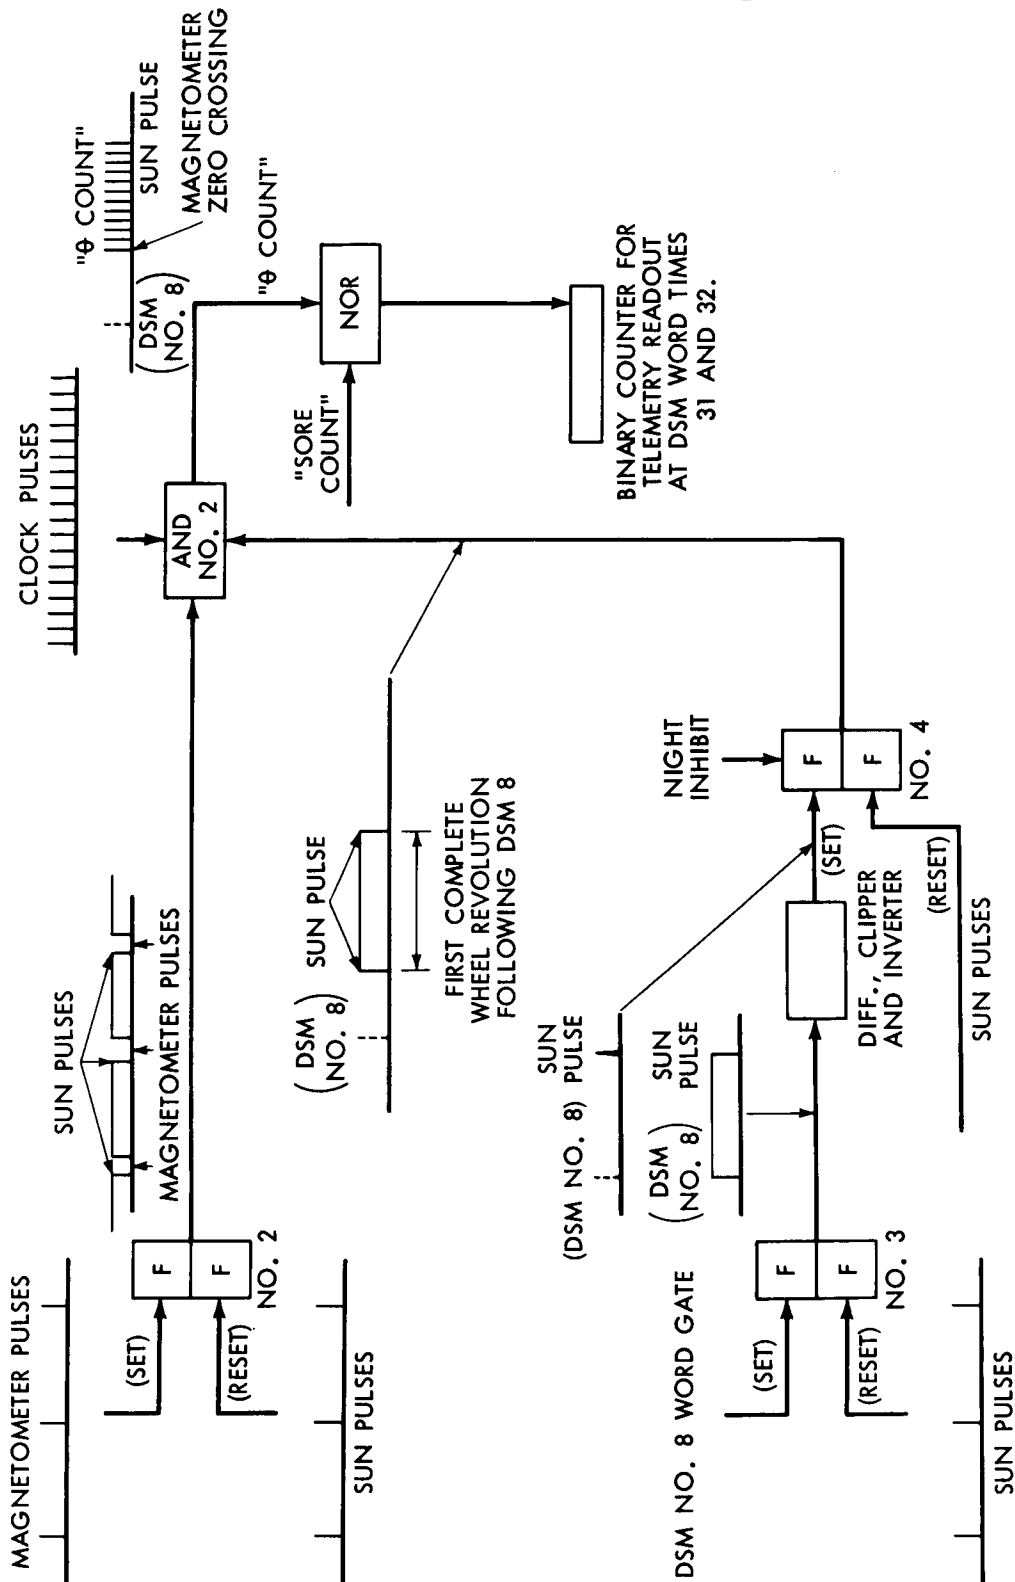 MAGNETOMETER PULSES
(SET)
(RESET)
F
F
NO. 2
SUN PULSES
SUN PULSES
MAGNETOMETER PULSES
CLOCK PULSES
AND
NO. 2
"θ COUNT"
(DSM
NO. 8)
SUN PULSE
MAGNETOMETER
ZERO CROSSING
"θ COUNT"
"SORE
COUNT"
NOR
BINARY COUNTER FOR
TELEMETRY READOUT
AT DSM WORD TIMES
31 AND 32.
(DSM
NO. 8)
SUN PULSE
FIRST COMPLETE
WHEEL REVOLUTION
FOLLOWING DSM 8
DSM NO. 8 WORD GATE
(SET)
(RESET)
F
F
NO. 3
SUN PULSES
SUN
(DSM NO. 8) PULSE
(DSM
NO. 8)
SUN
PULSE
DIFF., CLIPPER
AND INVERTER
(SET)
(RESET)
SUN PULSES
NIGHT
INHIBIT
F
F
NO. 4